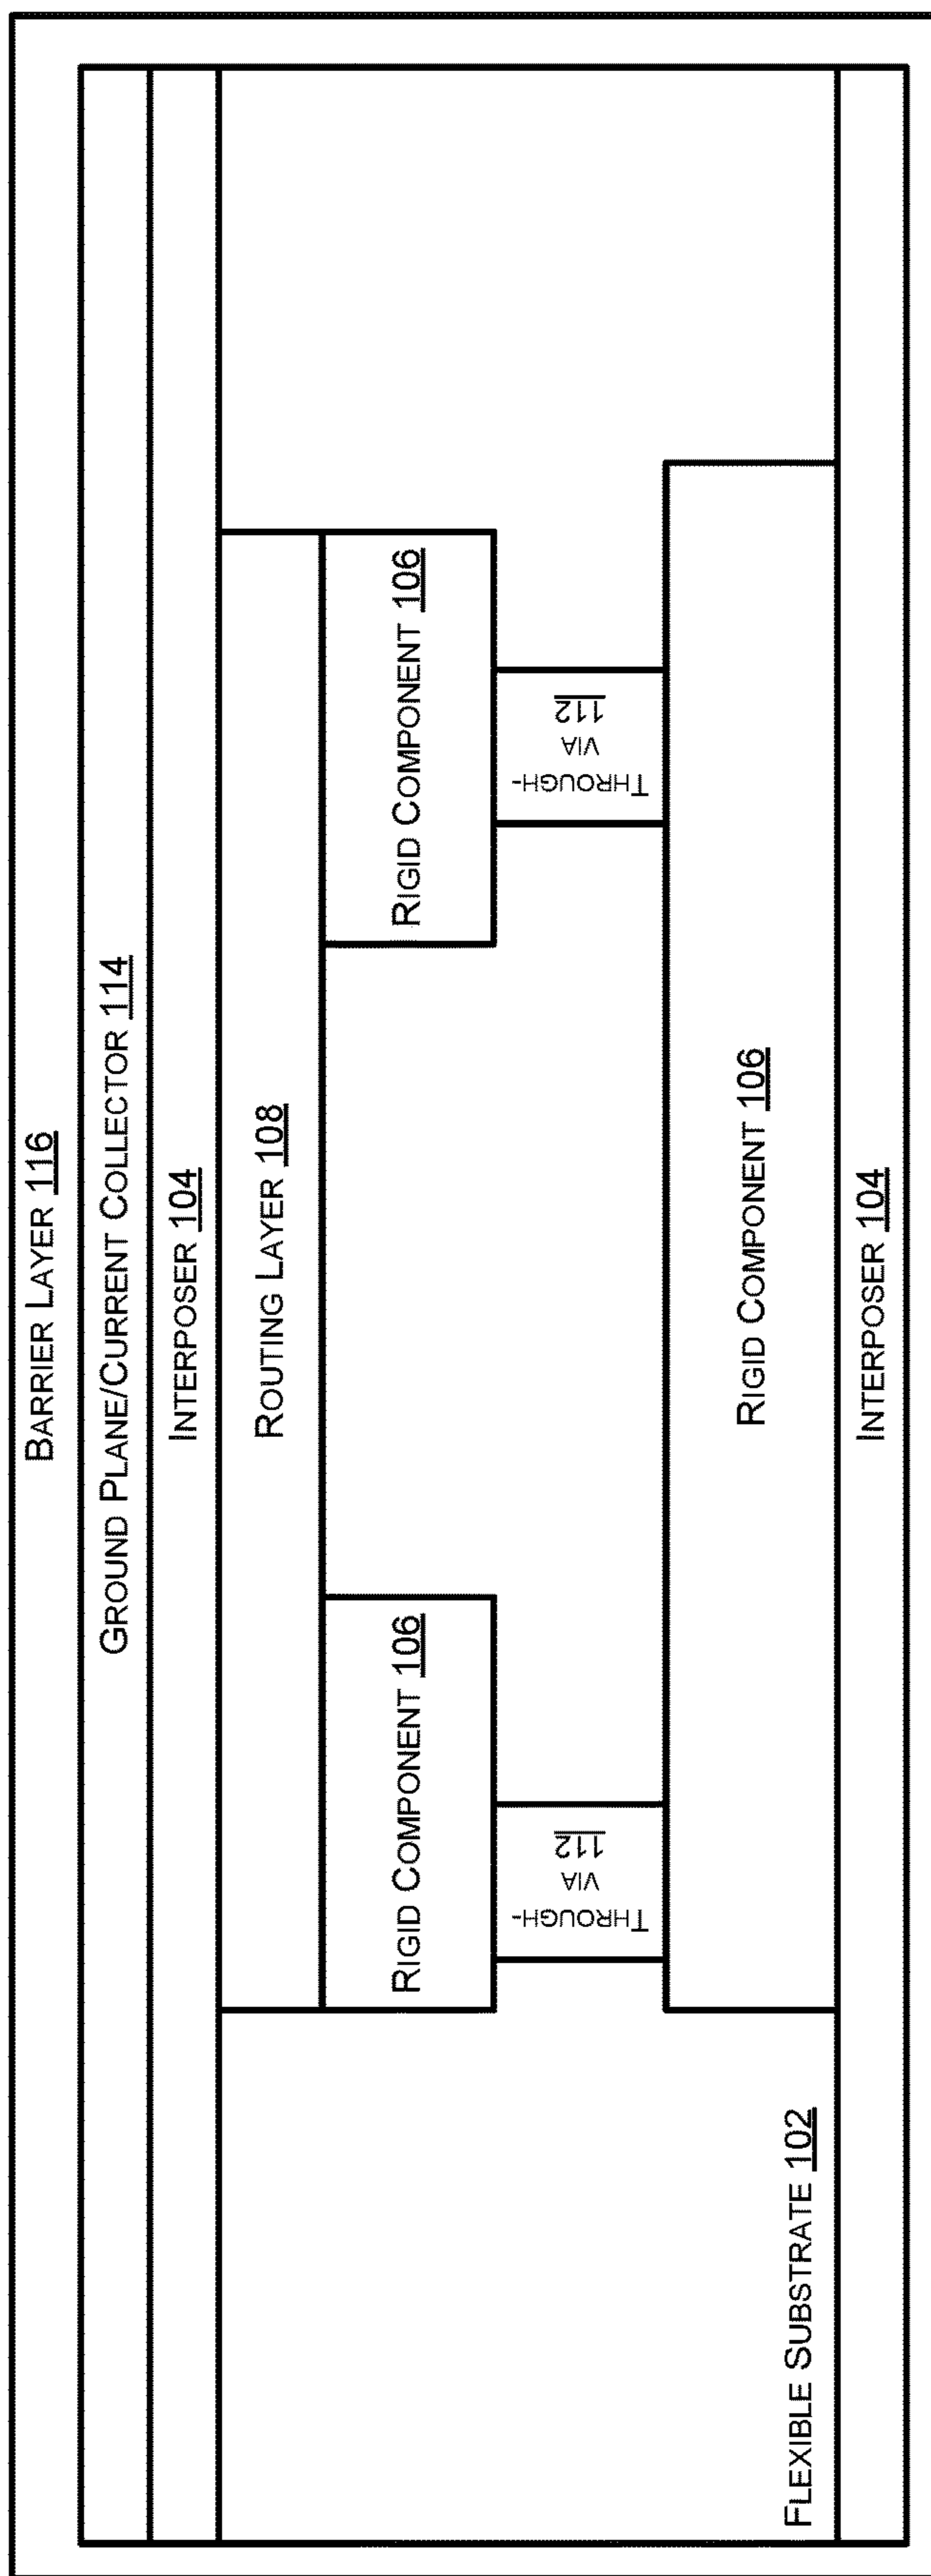 BARRIER LAYER 116
GROUND PLANE/CURRENT COLLECTOR 114
INTERPOSER 104
ROUTING LAYER 108
RIGID COMPONENT 106
RIGID COMPONENT 106
THROUGH-
VIA
112
THROUGH-
VIA
112
RIGID COMPONENT 106
FLEXIBLE SUBSTRATE 102
INTERPOSER 104